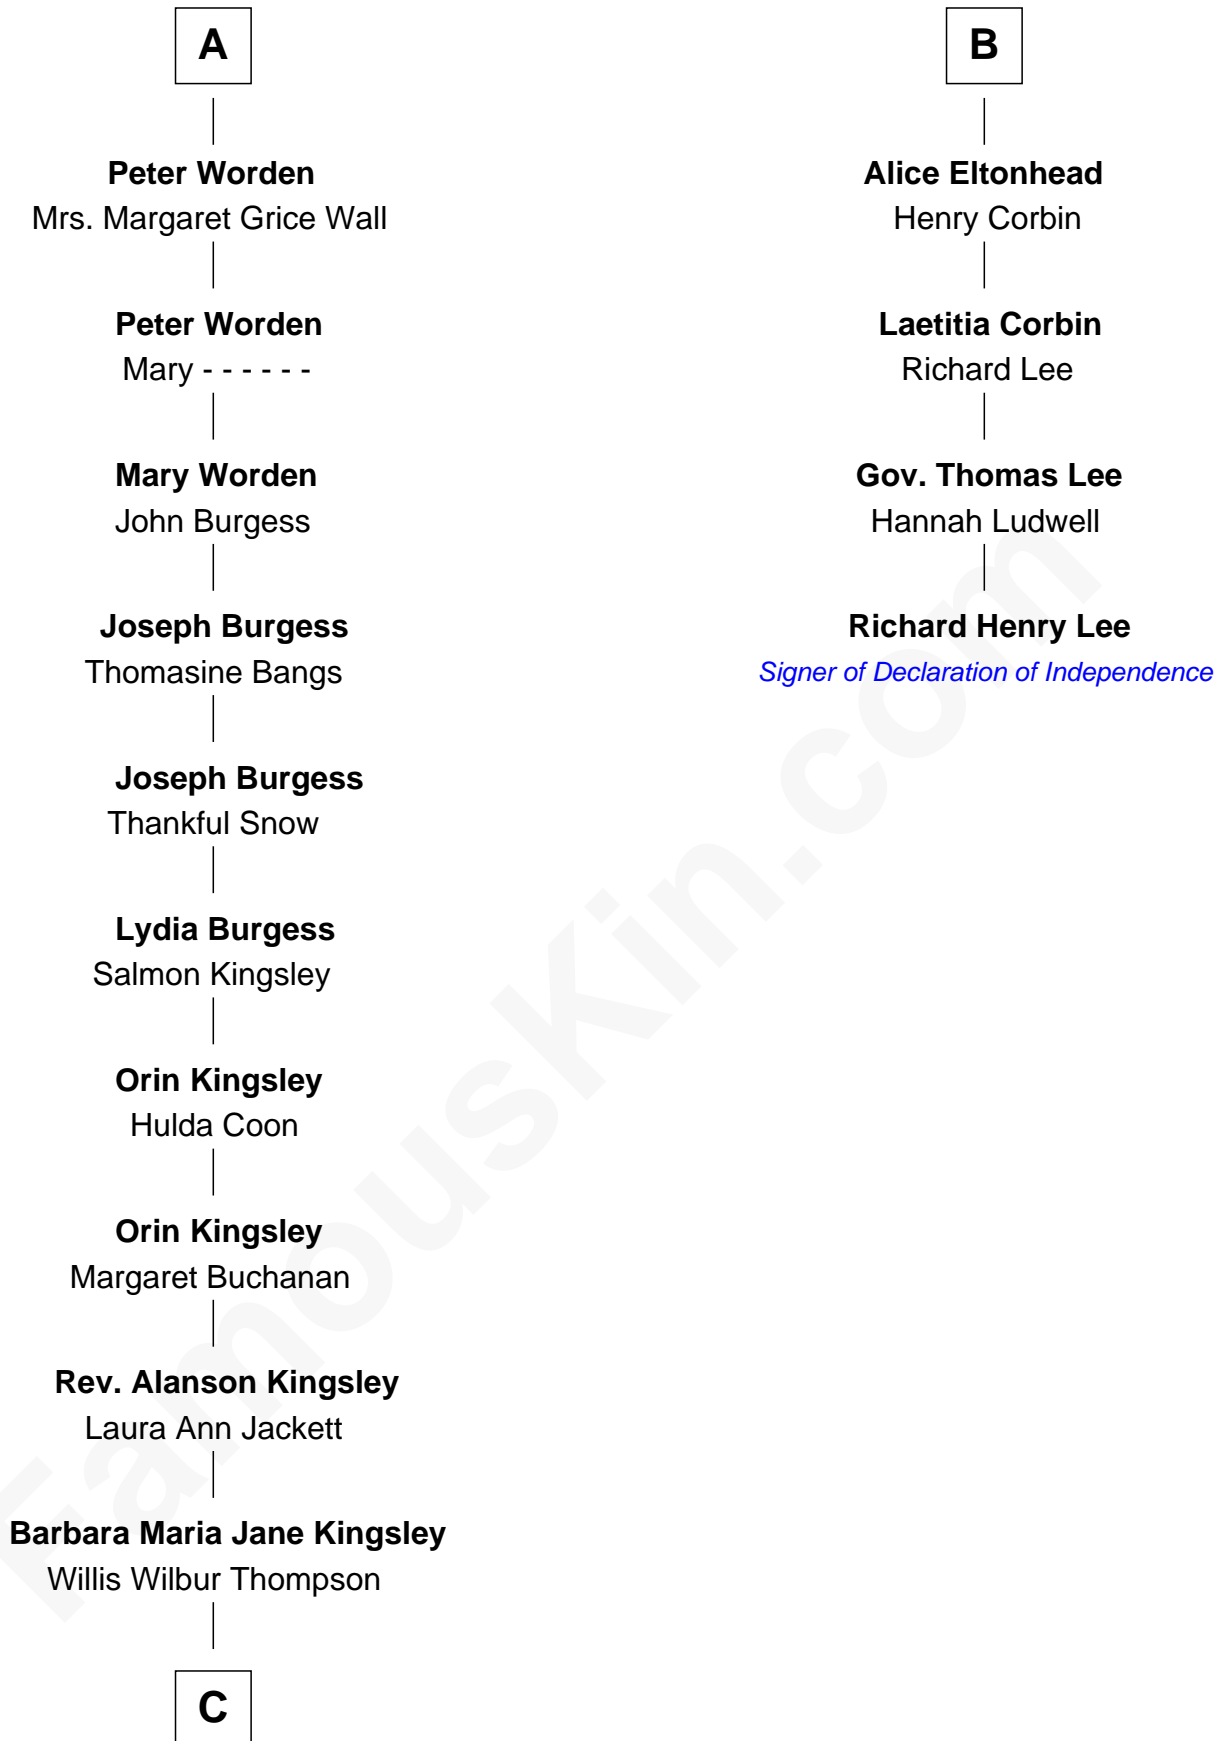 A
Peter Worden
Mrs. Margaret Grice Wall
Peter Worden
Mary - - - - - -
Mary Worden
John Burgess
Joseph Burgess
Thomasine Bangs
Joseph Burgess
Thankful Snow
Lydia Burgess
Salmon Kingsley
Orin Kingsley
Hulda Coon
Orin Kingsley
Margaret Buchanan
Rev. Alanson Kingsley
Laura Ann Jackett
Barbara Maria Jane Kingsley
Willis Wilbur Thompson
C
B
Alice Eltonhead
Henry Corbin
Laetitia Corbin
Richard Lee
Gov. Thomas Lee
Hannah Ludwell
Richard Henry Lee
Signer of Declaration of Independence
FamousKin.com